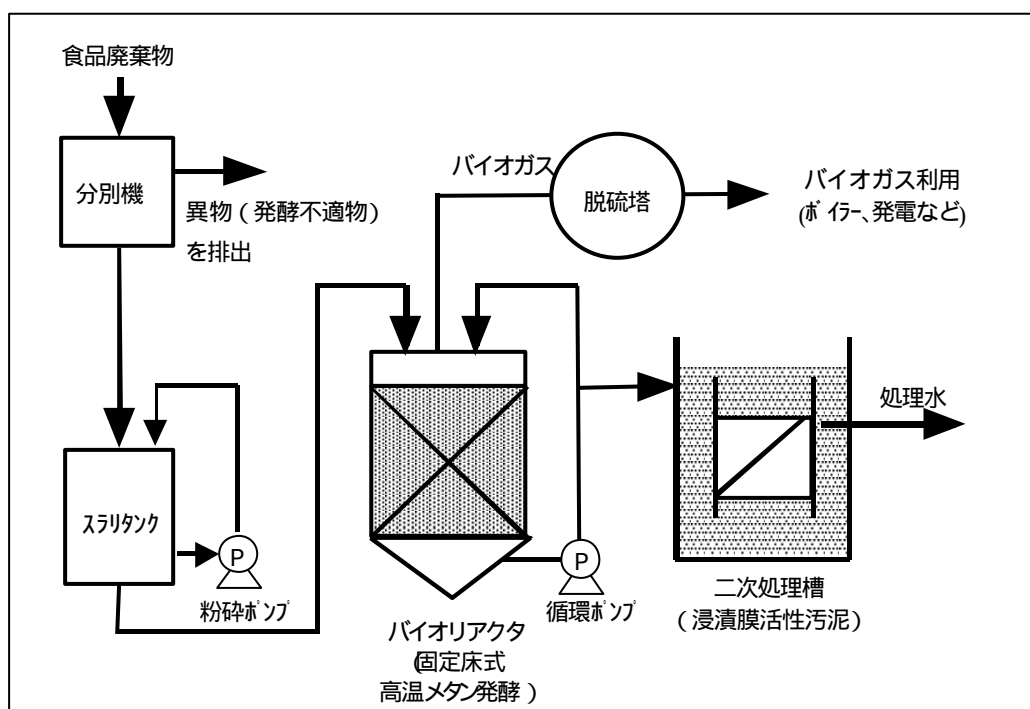 食品廃棄物
分別機
異物(発酵不適物)
を排出
バイオガス
脱硫塔
バイオガス利用
(ボイラー、発電など)
スラリタンク
P
粉砕ポンプ
バイオリアクタ
(固定床式
高温メタン発酵)
P
循環ポンプ
処理水
二次処理槽
(浸漬膜活性汚泥)